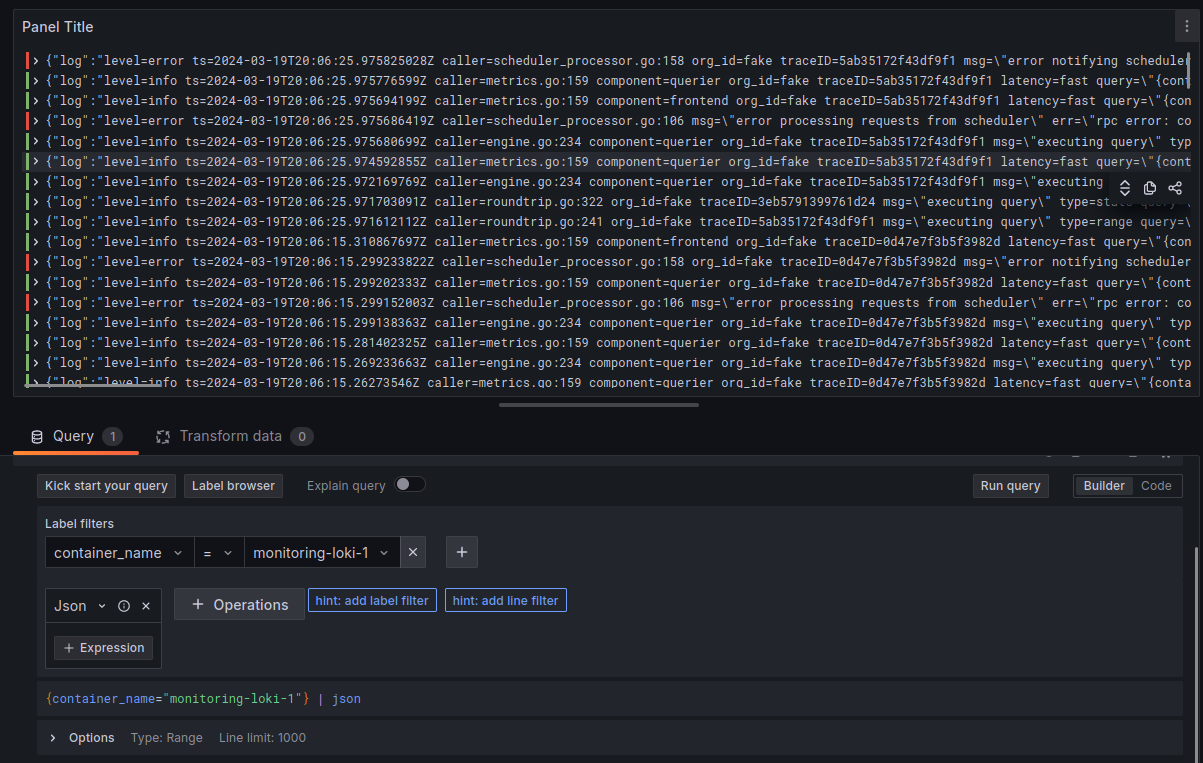 Panel Title
{"log":"level=error ts=2024-03-19T20:06:25.975825028Z caller=scheduler_processor.go:158 org_id=fake traceID=5ab35172f43df9f1 msg=\"error notifying scheduler
{"log":"level=info ts=2024-03-19T20:06:25.975776599Z caller=metrics.go:159 component=querier org_id=fake traceID=5ab35172f43df9f1 latency=fast query=\"{cont
{"log":"level=info ts=2024-03-19T20:06:25.975694199Z caller=metrics.go:159 component=frontend org_id=fake traceID=5ab35172f43df9f1 latency=fast query=\"{con
{"log":"level=error ts=2024-03-19T20:06:25.975686419Z caller=scheduler_processor.go:106 msg=\"error processing requests from scheduler\" err=\"rpc error: co
{"log":"level=info ts=2024-03-19T20:06:25.975680699Z caller=engine.go:234 component=querier org_id=fake traceID=5ab35172f43df9f1 msg=\"executing query\" typ
{"log":"level=info ts=2024-03-19T20:06:25.974592855Z caller=metrics.go:159 component=querier org_id=fake traceID=5ab35172f43df9f1 latency=fast query=\"{cont
{"log":"level=info ts=2024-03-19T20:06:25.972169769Z caller=engine.go:234 component=querier org_id=fake traceID=5ab35172f43df9f1 msg=\"executing
{"log":"level=info ts=2024-03-19T20:06:25.971703091Z caller=roundtrip.go:322 org_id=fake traceID=3eb5791399761d24 msg=\"executing query\" type=stats query=\
{"log":"level=info ts=2024-03-19T20:06:25.971612112Z caller=roundtrip.go:241 org_id=fake traceID=5ab35172f43df9f1 msg=\"executing query\" type=range query=\
{"log":"level=info ts=2024-03-19T20:06:15.310867697Z caller=metrics.go:159 component=frontend org_id=fake traceID=0d47e7f3b5f3982d latency=fast query=\"{con
{"log":"level=error ts=2024-03-19T20:06:15.299233822Z caller=scheduler_processor.go:158 org_id=fake traceID=0d47e7f3b5f3982d msg=\"error notifying scheduler
{"log":"level=info ts=2024-03-19T20:06:15.299202333Z caller=metrics.go:159 component=querier org_id=fake traceID=0d47e7f3b5f3982d latency=fast query=\"{cont
{"log":"level=error ts=2024-03-19T20:06:15.299152003Z caller=scheduler_processor.go:106 msg=\"error processing requests from scheduler\" err=\"rpc error: co
{"log":"level=info ts=2024-03-19T20:06:15.299138363Z caller=engine.go:234 component=querier org_id=fake traceID=0d47e7f3b5f3982d msg=\"executing query\" typ
{"log":"level=info ts=2024-03-19T20:06:15.281402325Z caller=metrics.go:159 component=querier org_id=fake traceID=0d47e7f3b5f3982d latency=fast query=\"{cont
{"log":"level=info ts=2024-03-19T20:06:15.269233663Z caller=engine.go:234 component=querier org_id=fake traceID=0d47e7f3b5f3982d msg=\"executing query\" typ
{"log":"level=info ts=2024-03-19T20:06:15.26273546Z caller=metrics.go:159 component=querier org_id=fake traceID=0d47e7f3b5f3982d latency=fast query=\"{conta
Query 1 Transform data 0
Kick start your query Label browser Explain query Run query Builder Code
Label filters
container_name = monitoring-loki-1
Json + Operations hint: add label filter hint: add line filter
+ Expression
{container_name="monitoring-loki-1"} | json
Options Type: Range Line limit: 1000